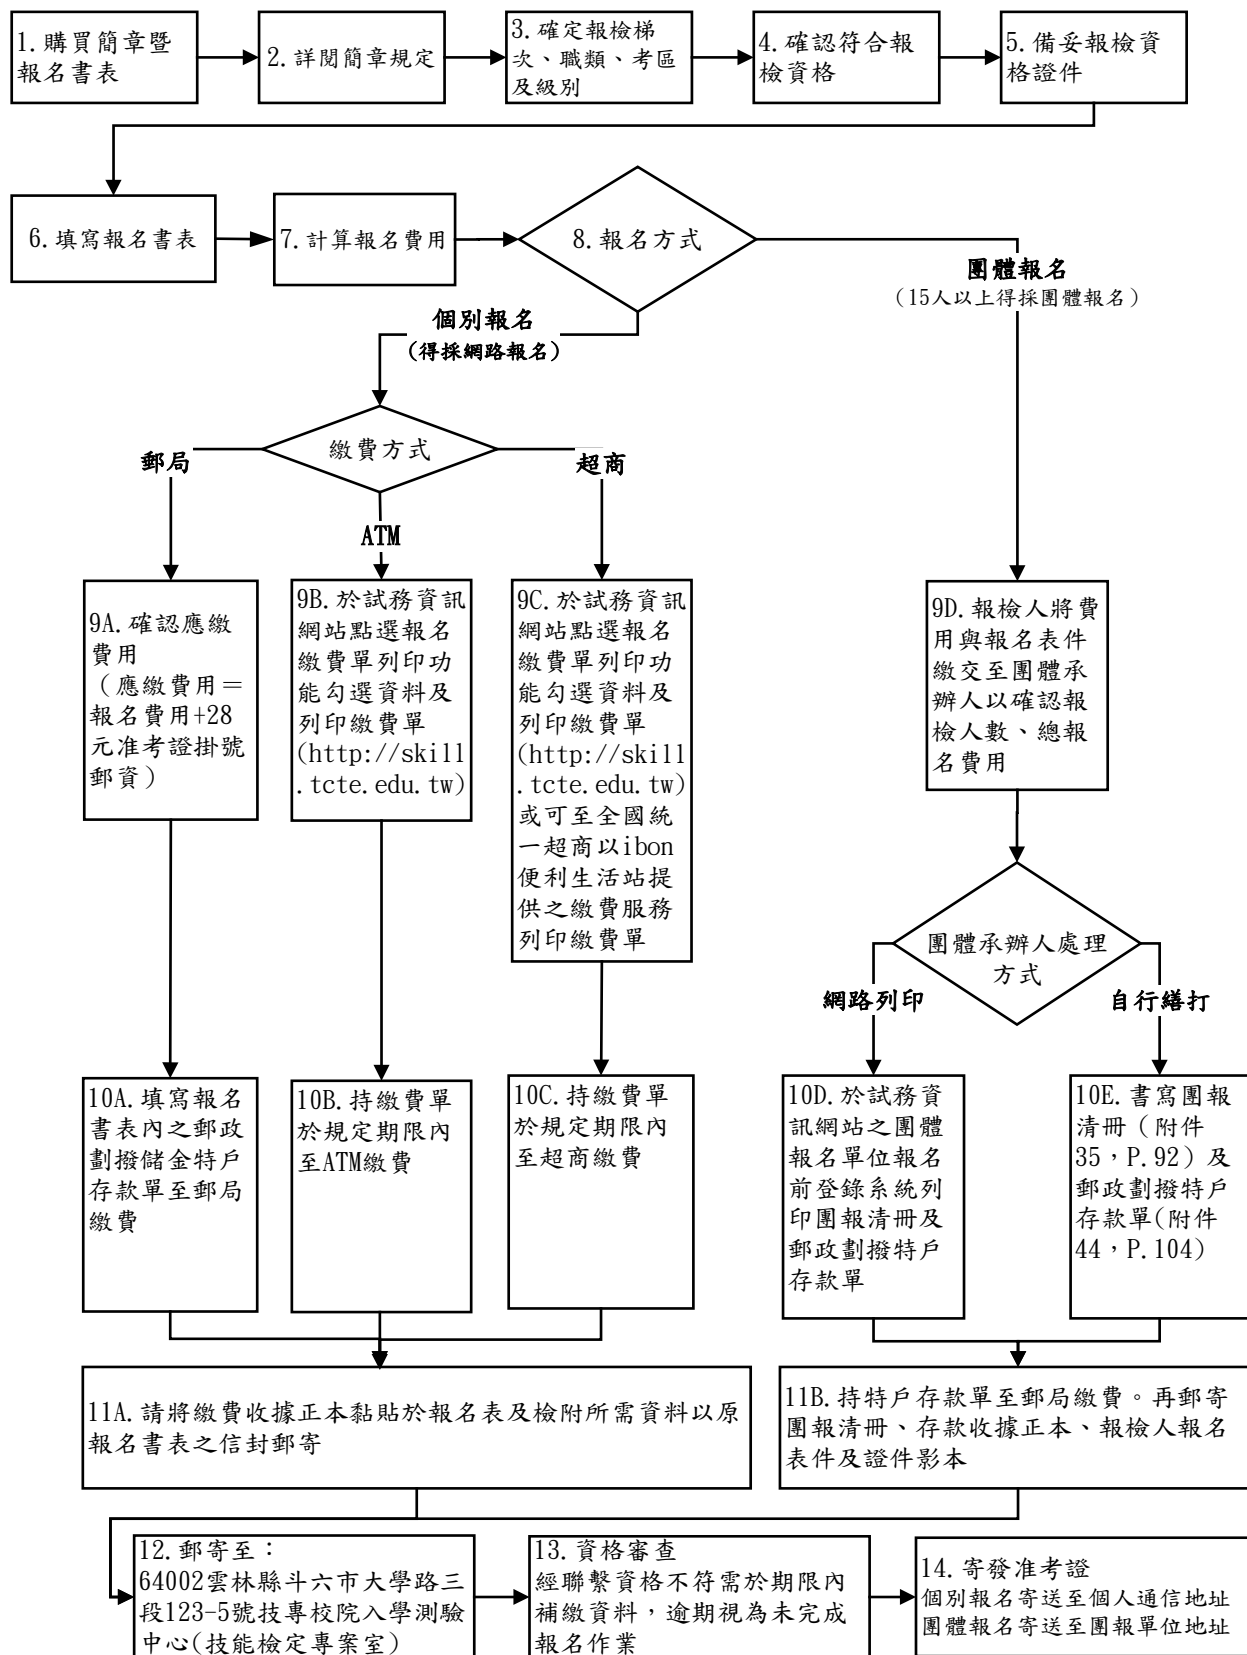 1.購買簡章暨
報名書表
2.詳閱簡章規定
3.確定報檢梯
次、職類、考區
及級別
4.確認符合報
檢資格
5.備妥報檢資
格證件
6.填寫報名書表
7.計算報名費用
8.報名方式
團體報名
（15人以上得採團體報名）
個別報名
(得採網路報名)
繳費方式
郵局
ATM
超商
9A.確認應繳
費用
（應繳費用＝
報名費用+28
元准考證掛號
郵資）
9B.於試務資訊
網站點選報名
繳費單列印功
能勾選資料及
列印繳費單
(http://skill
.tcte.edu.tw)
9C.於試務資訊
網站點選報名
繳費單列印功
能勾選資料及
列印繳費單
(http://skill
.tcte.edu.tw)
或可至全國統
一超商以ibon
便利生活站提
供之繳費服務
列印繳費單
9D.報檢人將費
用與報名表件
繳交至團體承
辦人以確認報
檢人數、總報
名費用
團體承辦人處理
方式
網路列印
自行繕打
10A.填寫報名
書表內之郵政
劃撥儲金特戶
存款單至郵局
繳費
10B.持繳費單
於規定期限內
至ATM繳費
10C.持繳費單
於規定期限內
至超商繳費
10D.於試務資
訊網站之團體
報名單位報名
前登錄系統列
印團報清冊及
郵政劃撥特戶
存款單
10E.書寫團報
清冊（附件
35，P.92）及
郵政劃撥特戶
存款單(附件
44，P.104)
11A.請將繳費收據正本黏貼於報名表及檢附所需資料以原
報名書表之信封郵寄
11B.持特戶存款單至郵局繳費。再郵寄
團報清冊、存款收據正本、報檢人報名
表件及證件影本
12.郵寄至：
64002雲林縣斗六市大學路三
段123-5號技專校院入學測驗
中心(技能檢定專案室)
13.資格審查
經聯繫資格不符需於期限內
補繳資料，逾期視為未完成
報名作業
14.寄發准考證
個別報名寄送至個人通信地址
團體報名寄送至團報單位地址